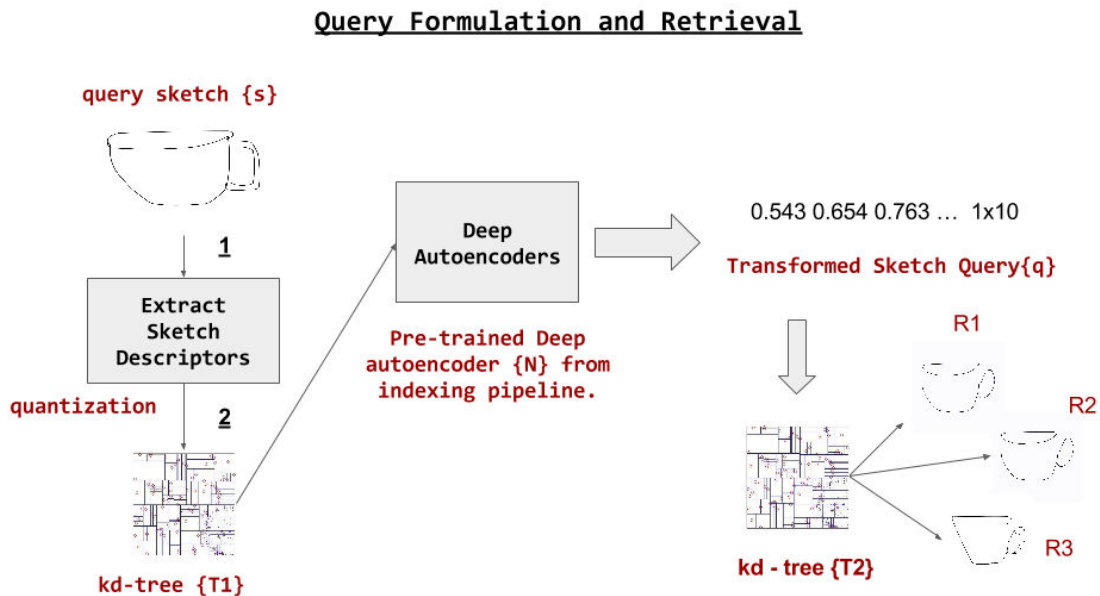 Query Formulation and Retrieval
query sketch {s}
1
Extract
Sketch
Descriptors
quantization
2
kd-tree {T1}
Deep
Autoencoders
Pre-trained Deep
autoencoder {N} from
indexing pipeline.
0.543 0.654 0.763 … 1x10
Transformed Sketch Query{q}
kd - tree {T2}
R1
R2
R3